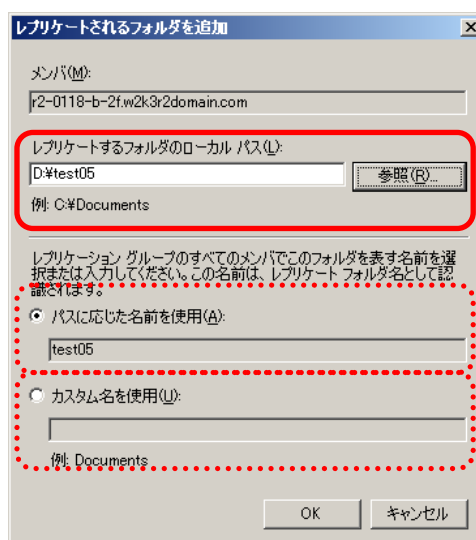 レプリケートされるフォルダを追加
メンバ(M):
r2-0118-b-2f.w2k3r2domain.com
レプリケートするフォルダのローカル パス(L):
D:¥test05
参照(R)...
例: C:¥Documents
レプリケーション グループのすべてのメンバでこのフォルダを表す名前を選
択または入力してください。この名前は、レプリケート フォルダ名として認
識されます。
パスに応じた名前を使用(A):
test05
カスタム名を使用(U):
例: Documents
OK
キャンセル